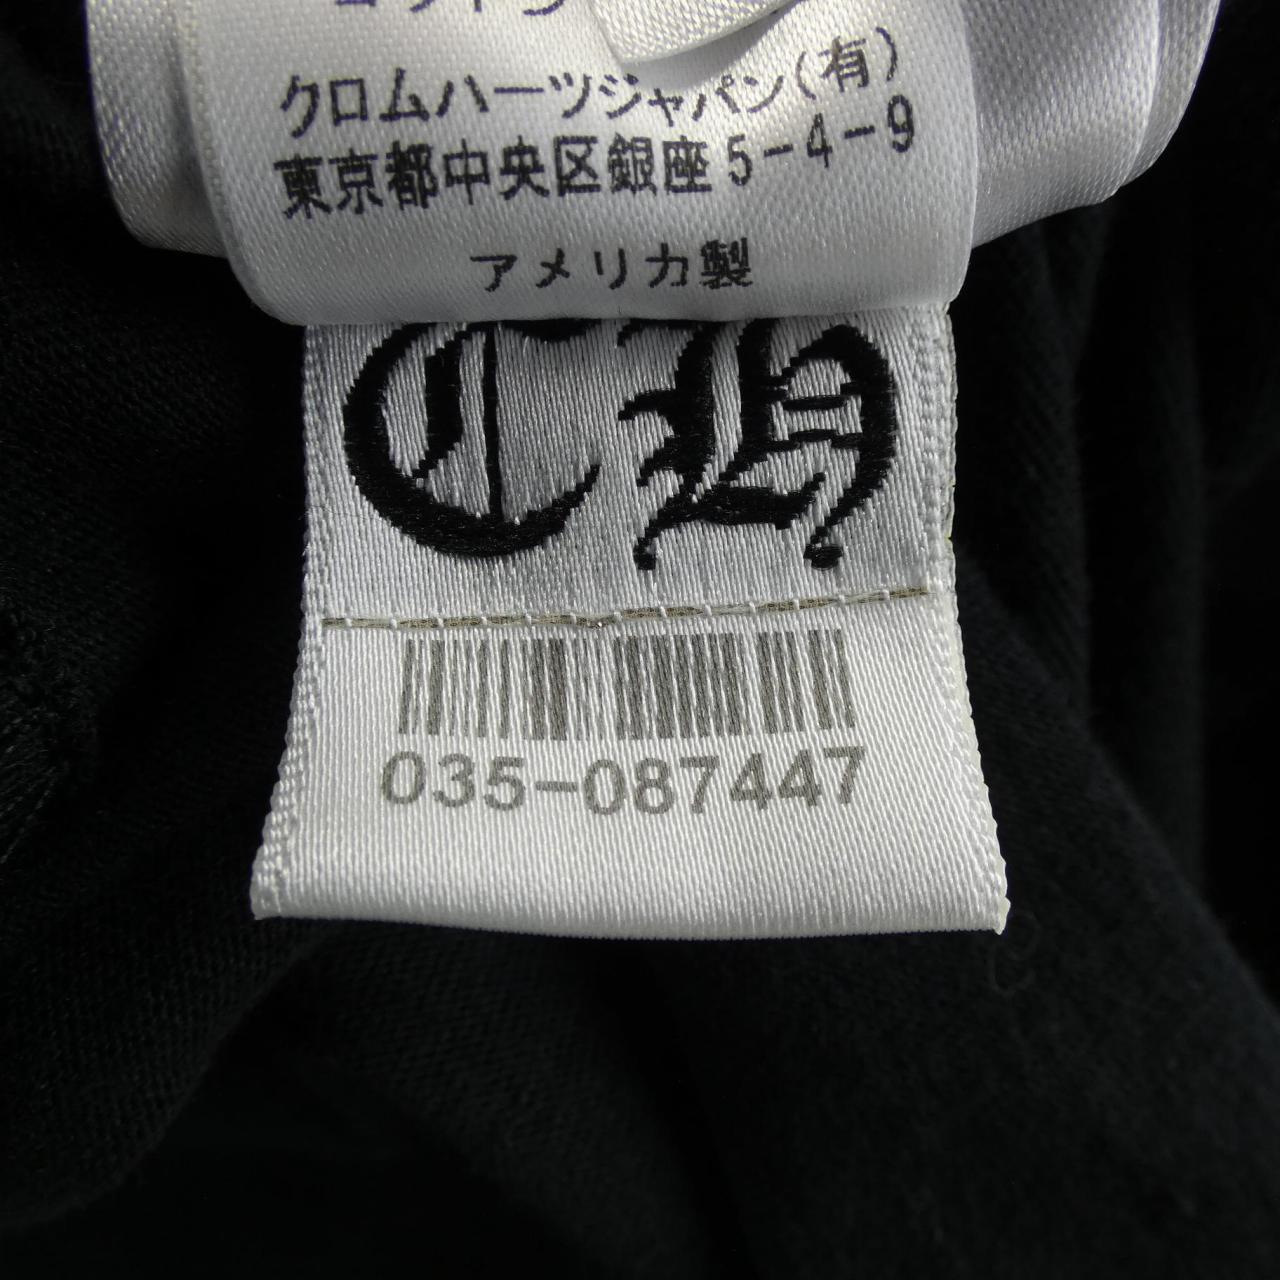 クロムハーツジャパン(有)
東京都中央区銀座5-4-9
アメリカ製
CH
035-087447